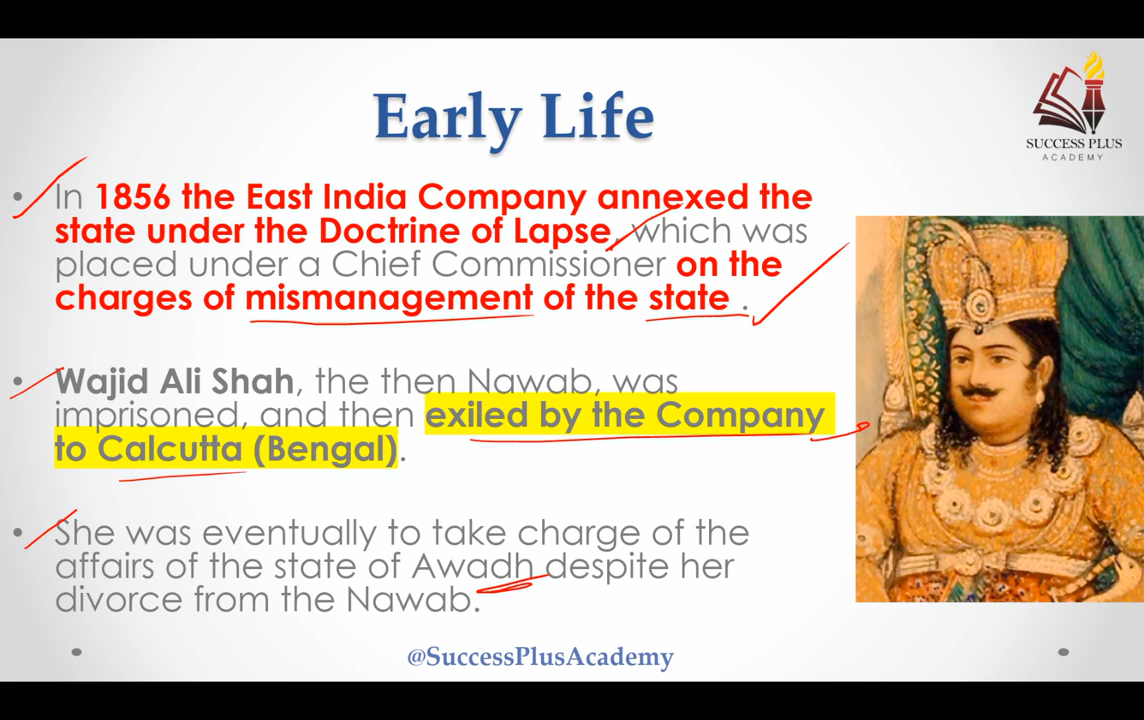 SUCCESS PLUS
ACADEMY
Early Life
• In 1856 the East India Company annexed the
state under the Doctrine of Lapse, which was
placed under a Chief Commissioner on the
charges of mismanagement of the state .
• Wajid Ali Shah, the then Nawab, was
imprisoned, and then exiled by the Company
to Calcutta (Bengal).
• She was eventually to take charge of the
affairs of the state of Awadh despite her
divorce from the Nawab.
@SuccessPlusAcademy